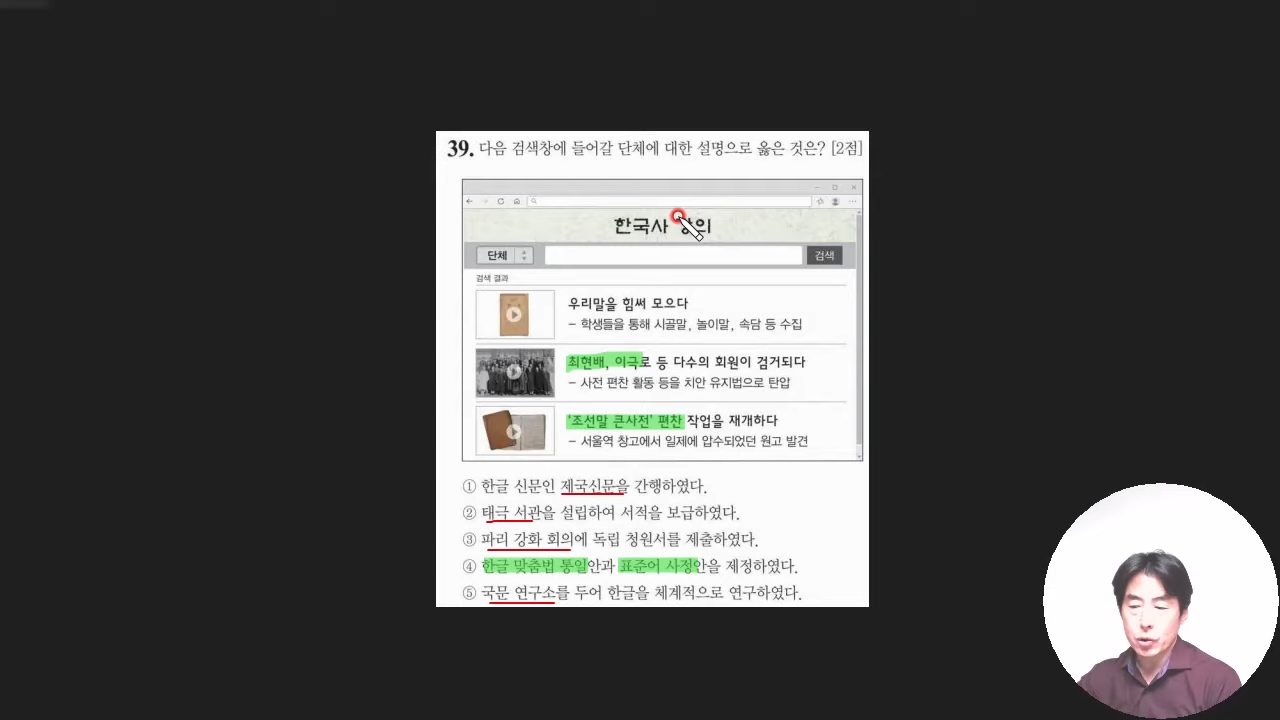 39. 다음 검색창에 들어갈 단체에 대한 설명으로 옳은 것은? [2점]
한국사 강의
단체
검색
검색 결과
우리말을 힘써 모으다
– 학생들을 통해 시골말, 놀이말, 속담 등 수집
최현배, 이극로 등 다수의 회원이 검거되다
– 사전 편찬 활동 등을 치안 유지법으로 탄압
‘조선말 큰사전’ 편찬 작업을 재개하다
– 서울역 창고에서 일제에 압수되었던 원고 발견
① 한글 신문인 제국신문을 간행하였다.
② 태극 서관을 설립하여 서적을 보급하였다.
③ 파리 강화 회의에 독립 청원서를 제출하였다.
④ 한글 맞춤법 통일안과 표준어 사정안을 제정하였다.
⑤ 국문 연구소를 두어 한글을 체계적으로 연구하였다.